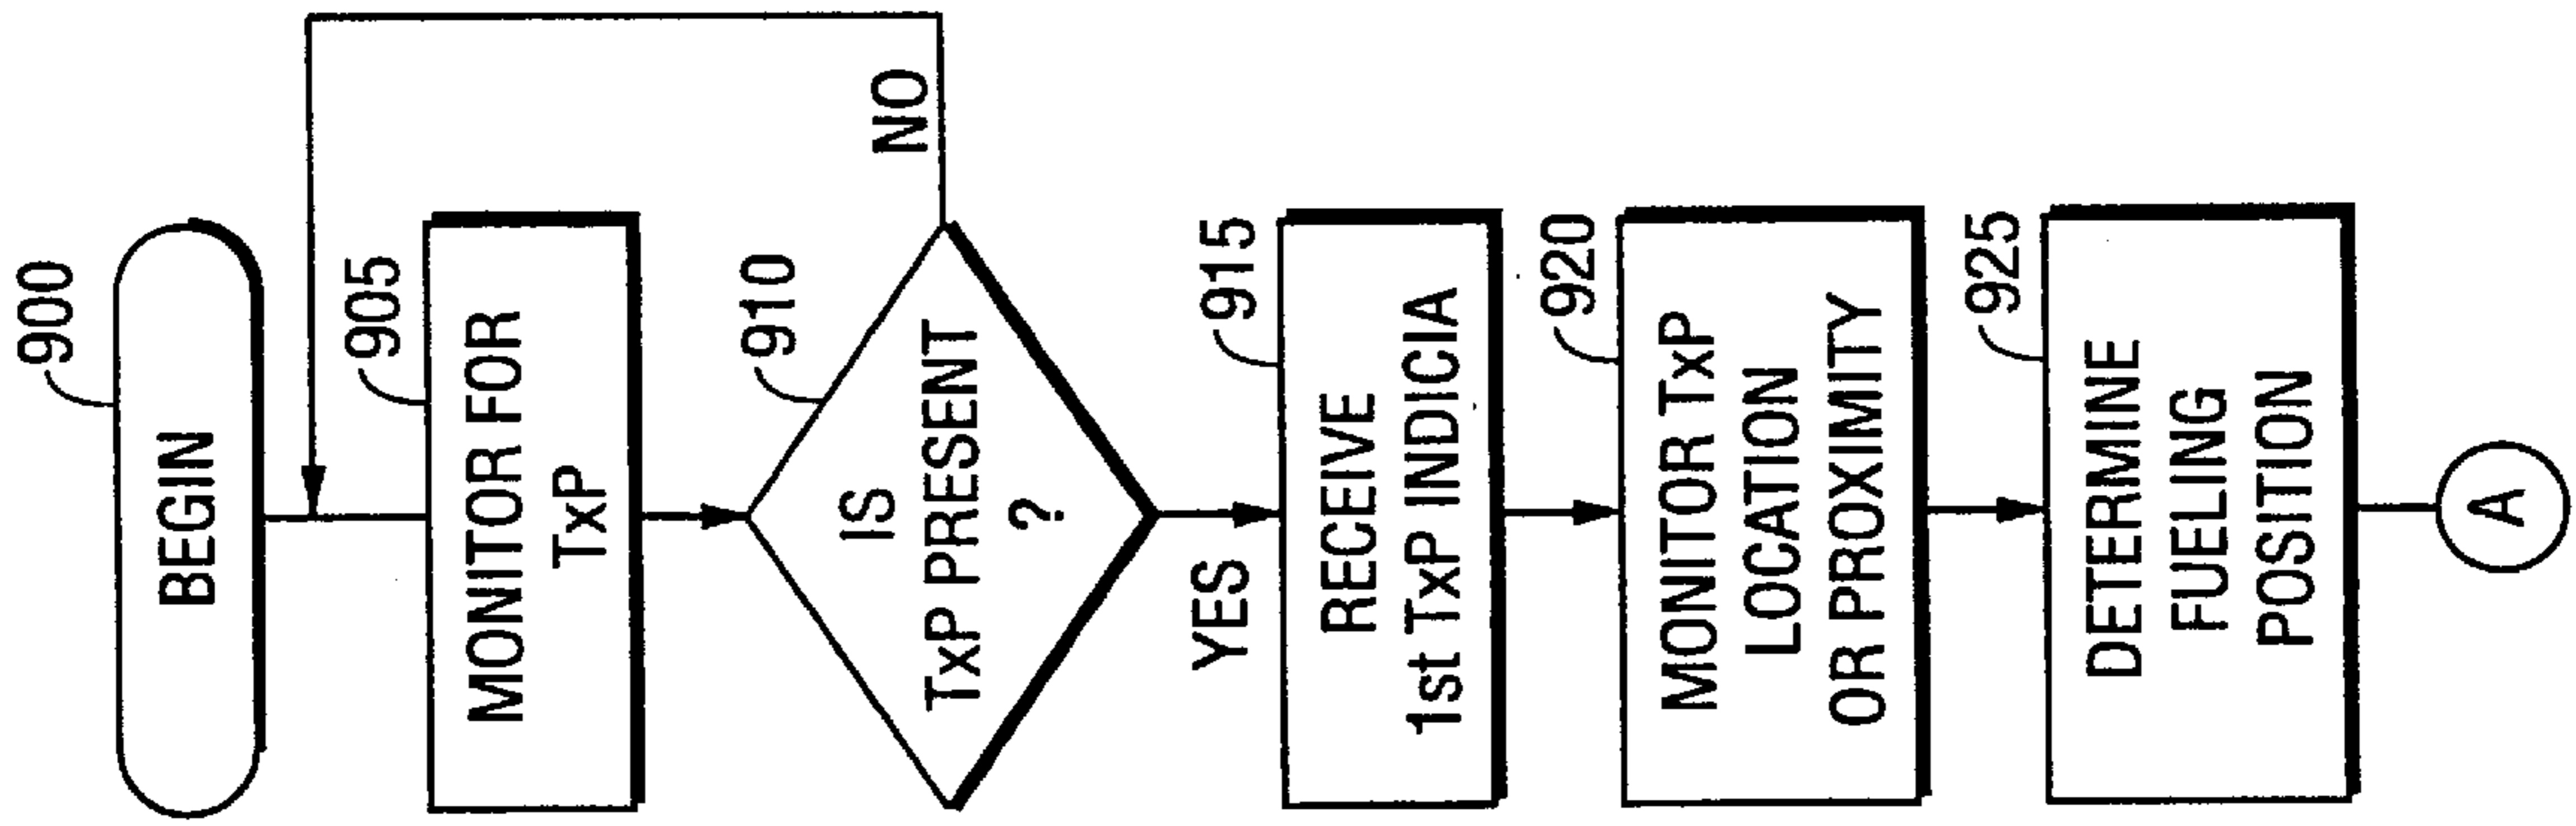 900
BEGIN
905
MONITOR FOR
TxP
910
IS
TxP PRESENT
?
NO
YES
915
RECEIVE
1st TxP INDICIA
920
MONITOR TxP
LOCATION
OR PROXIMITY
925
DETERMINE
FUELING
POSITION
A